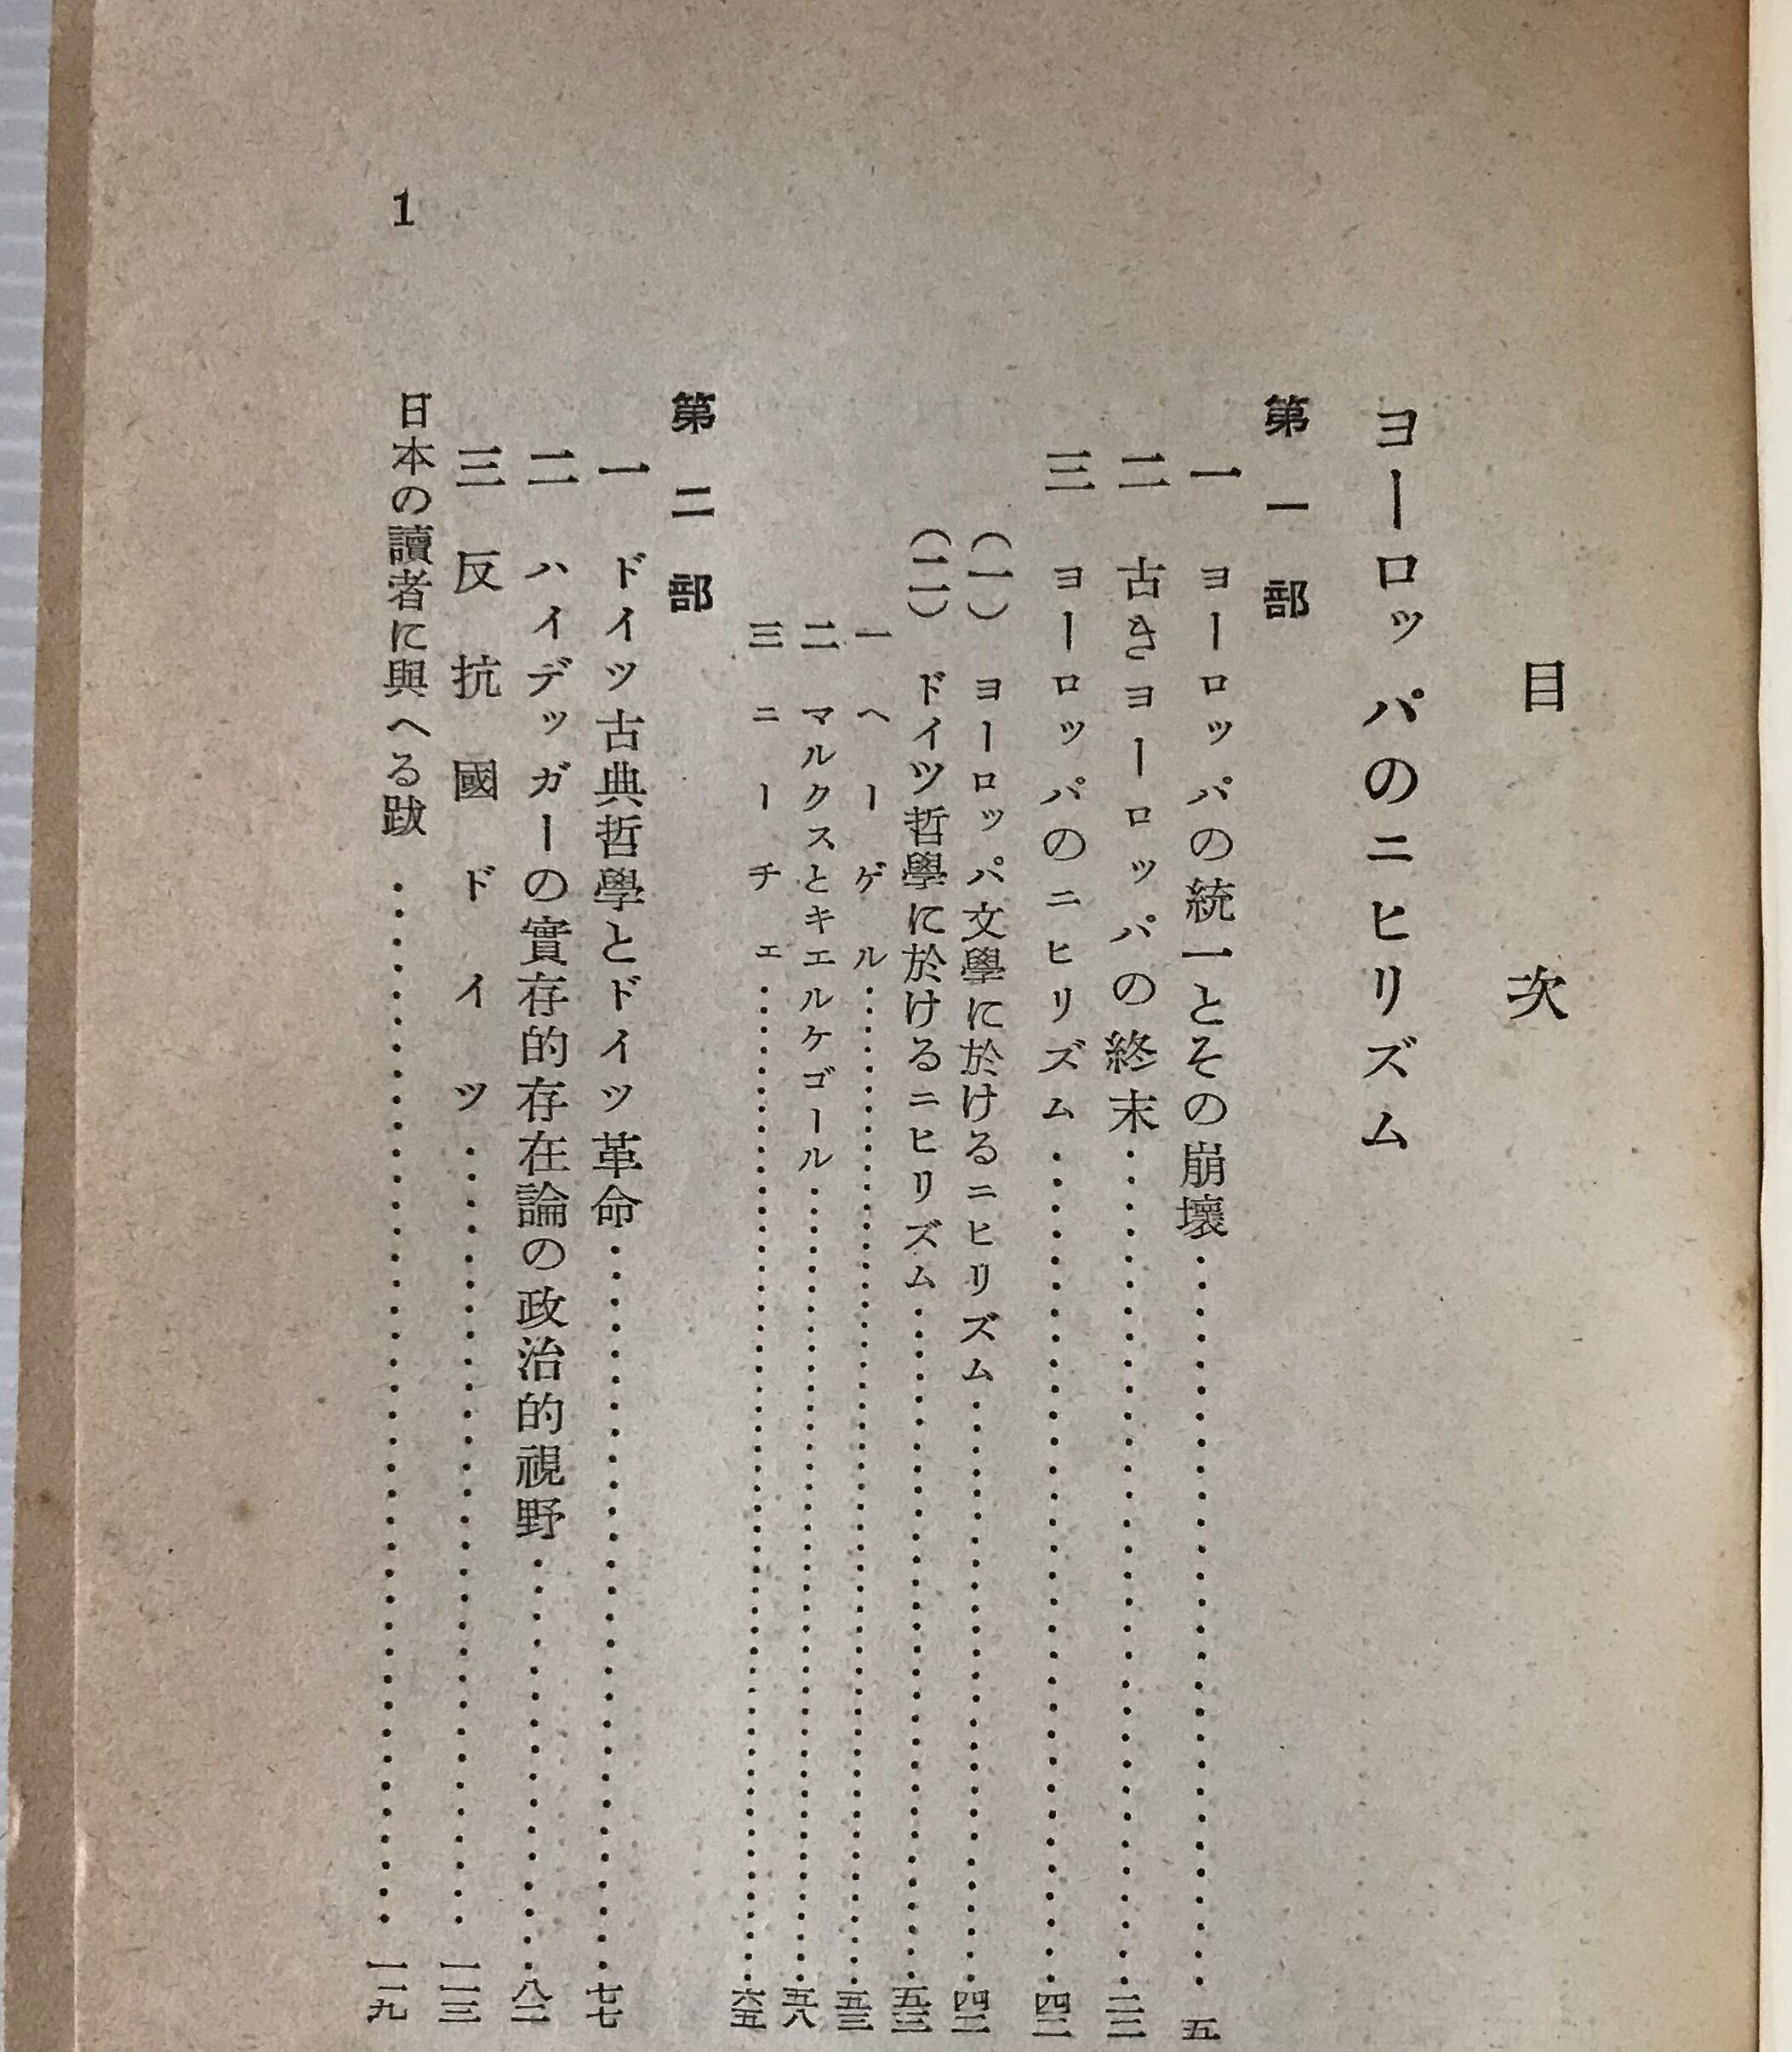 目次
ヨーロッパのニヒリズム
第一部
一 ヨーロッパの統一とその崩壞……五
二 古きヨーロッパの終末……二三
三 ヨーロッパのニヒリズム……四二
(一) ヨーロッパ文學に於けるニヒリズム……四二
(二) ドイツ哲學に於けるニヒリズム……五三
一 ヘーゲル……五三
二 マルクスとキエルケゴール……五八
三 ニーチェ……六五
第二部
一 ドイツ古典哲學とドイツ革命……七七
二 ハイデッガーの實存的存在論の政治的視野……八二
三 反抗國ドイツ……一一三
日本の讀者に與へる跋……一一九
1